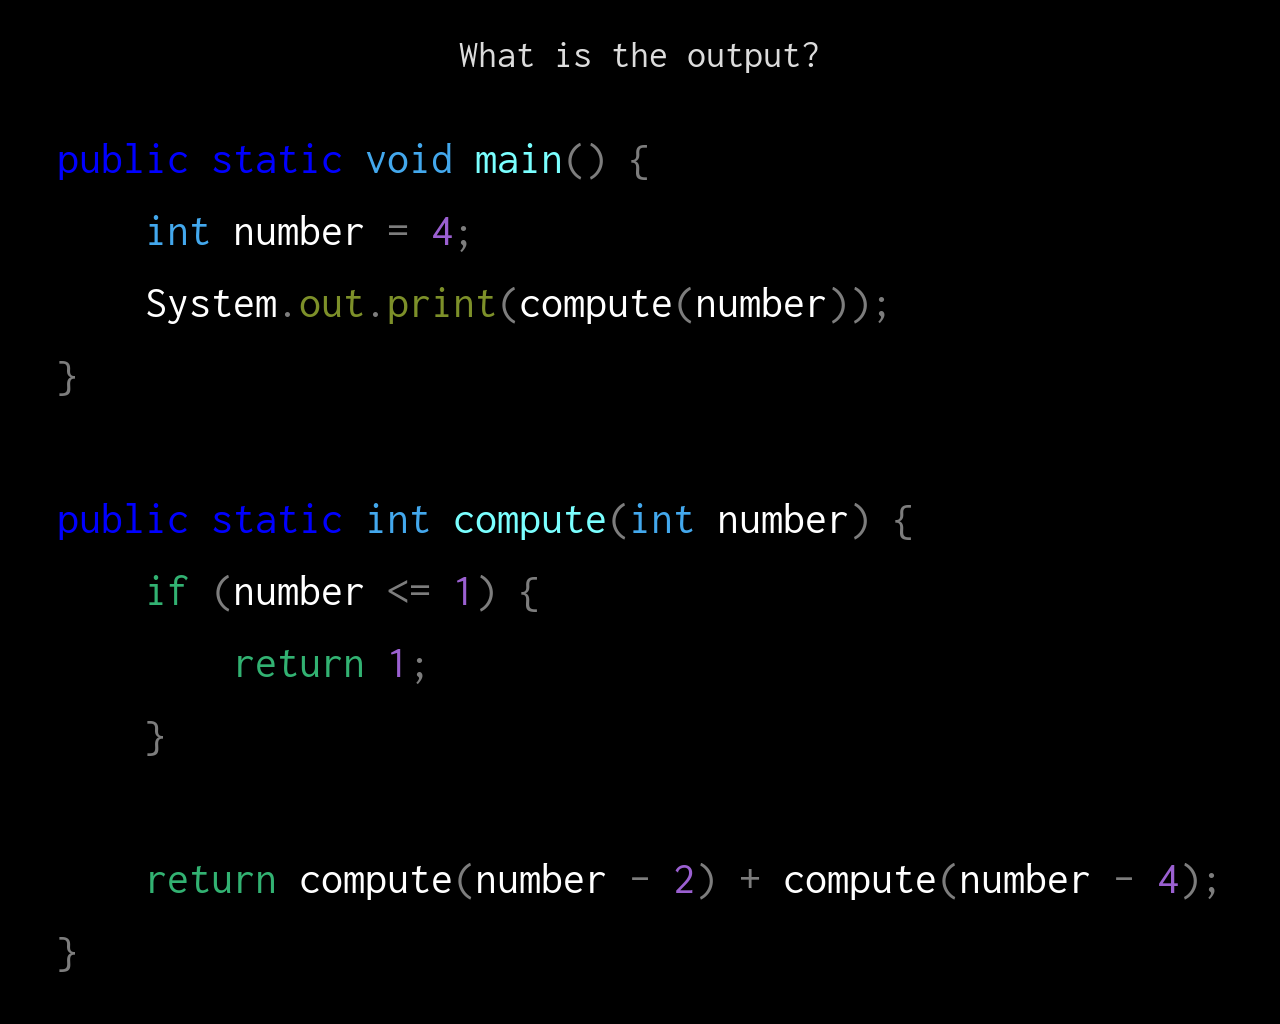 What is the output?
public static void main() {
    int number = 4;
    System.out.print(compute(number));
}
public static int compute(int number) {
    if (number <= 1) {
        return 1;
    }
    return compute(number - 2) + compute(number - 4);
}